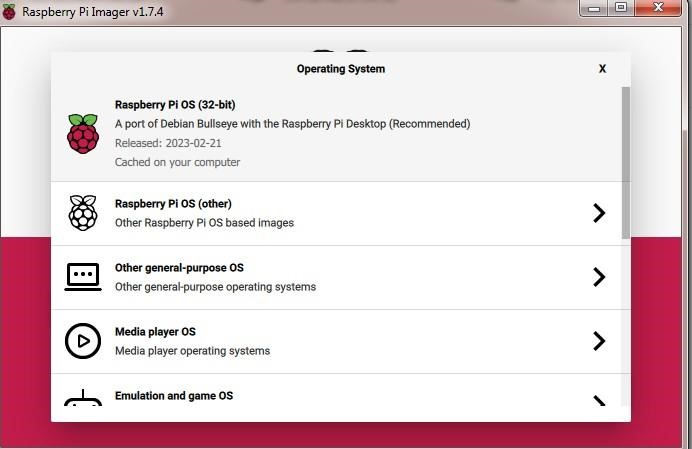 Raspberry Pi Imager v1.7.4
Operating System
X
Raspberry Pi OS (32-bit)
A port of Debian Bullseye with the Raspberry Pi Desktop (Recommended)
Released: 2023-02-21
Cached on your computer
Raspberry Pi OS (other)
Other Raspberry Pi OS based images
Other general-purpose OS
Other general-purpose operating systems
Media player OS
Media player operating systems
Emulation and game OS